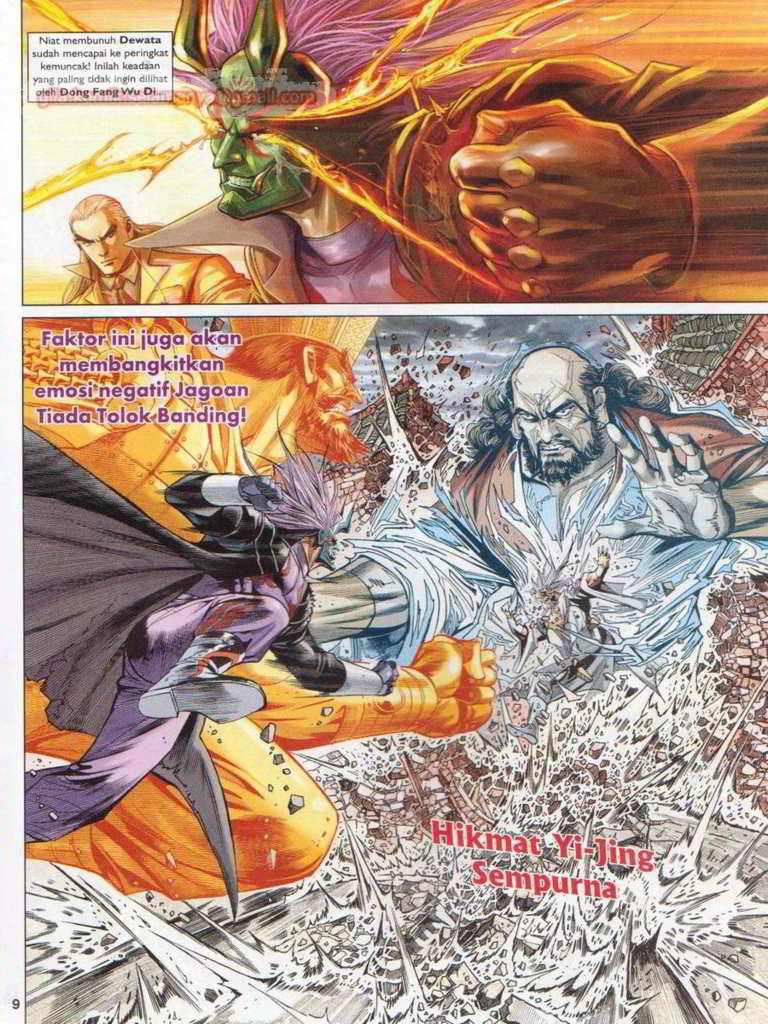 Niat membunuh Dewata
sudah mencapai ke peringkat
kemuncak! Inilah keadaan
yang paling tidak ingin dilihat
oleh Dong Fang Wu Di...
Faktor ini juga akan
membangkitkan
emosi negatif Jagoan
Tiada Tolok Banding!
Hikmat Yi-Jing
Sempurna
9